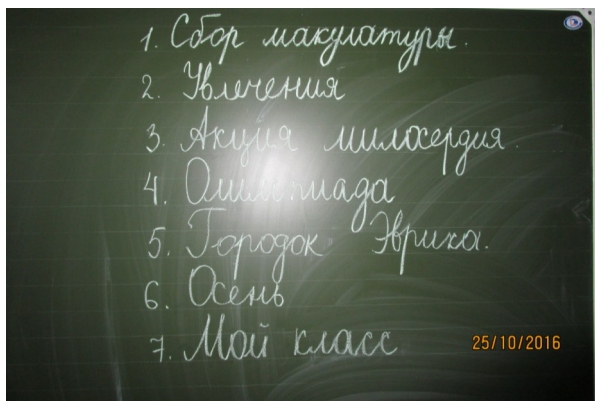 1. Сбор макулатуры.
2. Увлечения
3. Акция милосердия.
4. Олимпиада
5. Городок Эврика.
6. Осень
7. Мой класс
25/10/2016